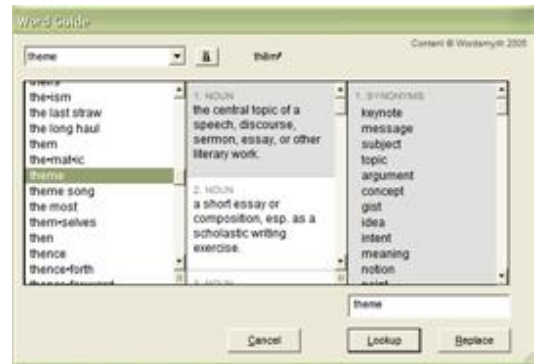 Word Guide
Content © Wordsmyth 2005
theme
thēm
the•ism
the last straw
the long haul
them
the•mat•ic
theme
theme song
the most
them•selves
then
thence
thence•forth
1. NOUN
the central topic of a
speech, discourse,
sermon, essay, or other
literary work.
2. NOUN
a short essay or
composition, esp. as a
scholastic writing
exercise.
1. SYNONYMS
keynote
message
subject
topic
argument
concept
gist
idea
intent
meaning
notion
theme
Cancel
Lookup
Replace